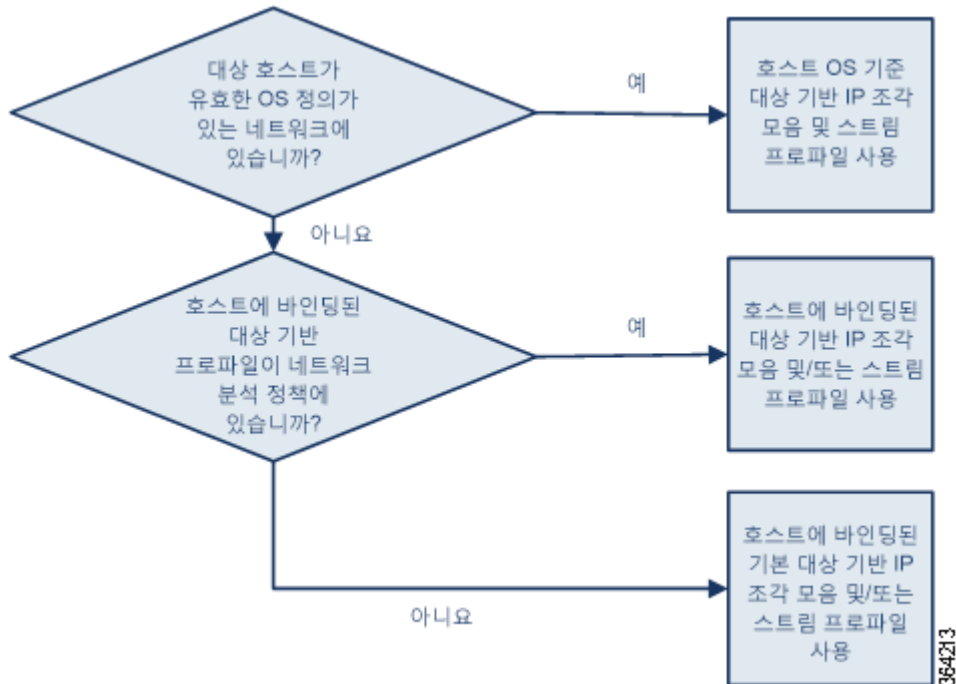 대상 호스트가
유효한 OS 정의가
있는 네트워크에
있습니까?
예
호스트 OS 기준
대상 기반 IP 조각
모음 및 스트림
프로파일 사용
아니요
호스트에 바인딩된
대상 기반
프로파일이 네트워크
분석 정책에
있습니까?
예
호스트에 바인딩된
대상 기반 IP 조각
모음 및/또는 스트림
프로파일 사용
아니요
호스트에 바인딩된
기본 대상 기반 IP
조각 모음 및/또는
스트림 프로파일
사용
364213